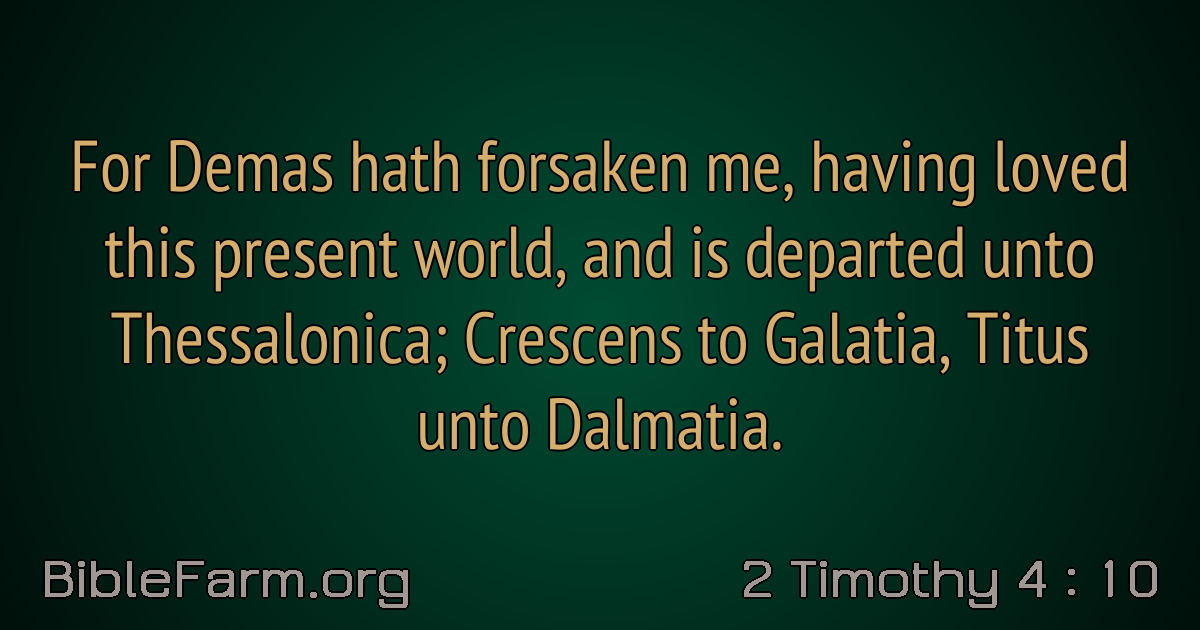 For Demas hath forsaken me, having loved
this present world, and is departed unto
Thessalonica; Crescens to Galatia, Titus
unto Dalmatia.
BibleFarm.org
2 Timothy 4 : 10